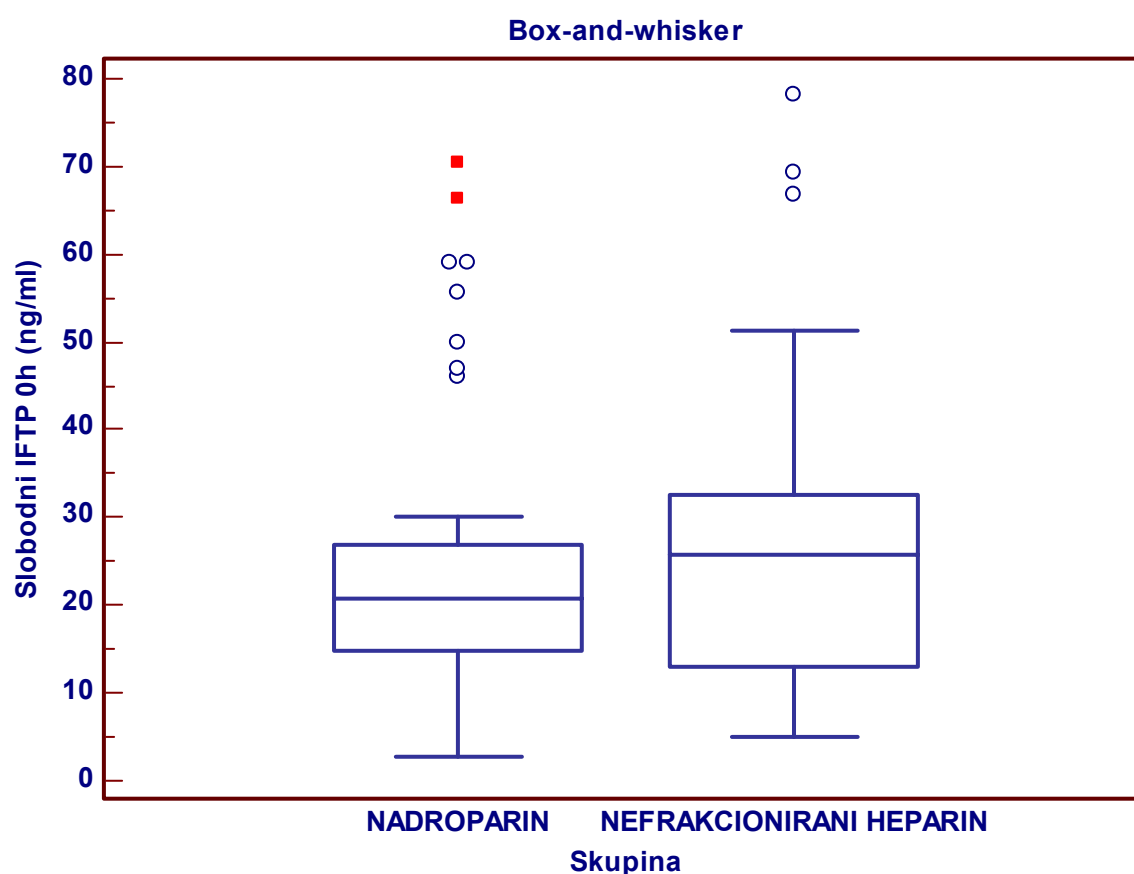 Box-and-whisker
80
70
60
50
40
30
20
10
0
Slobodni IFTP 0h (ng/ml)
NADROPARIN NEFRAKCIONIRANI HEPARIN
Skupina